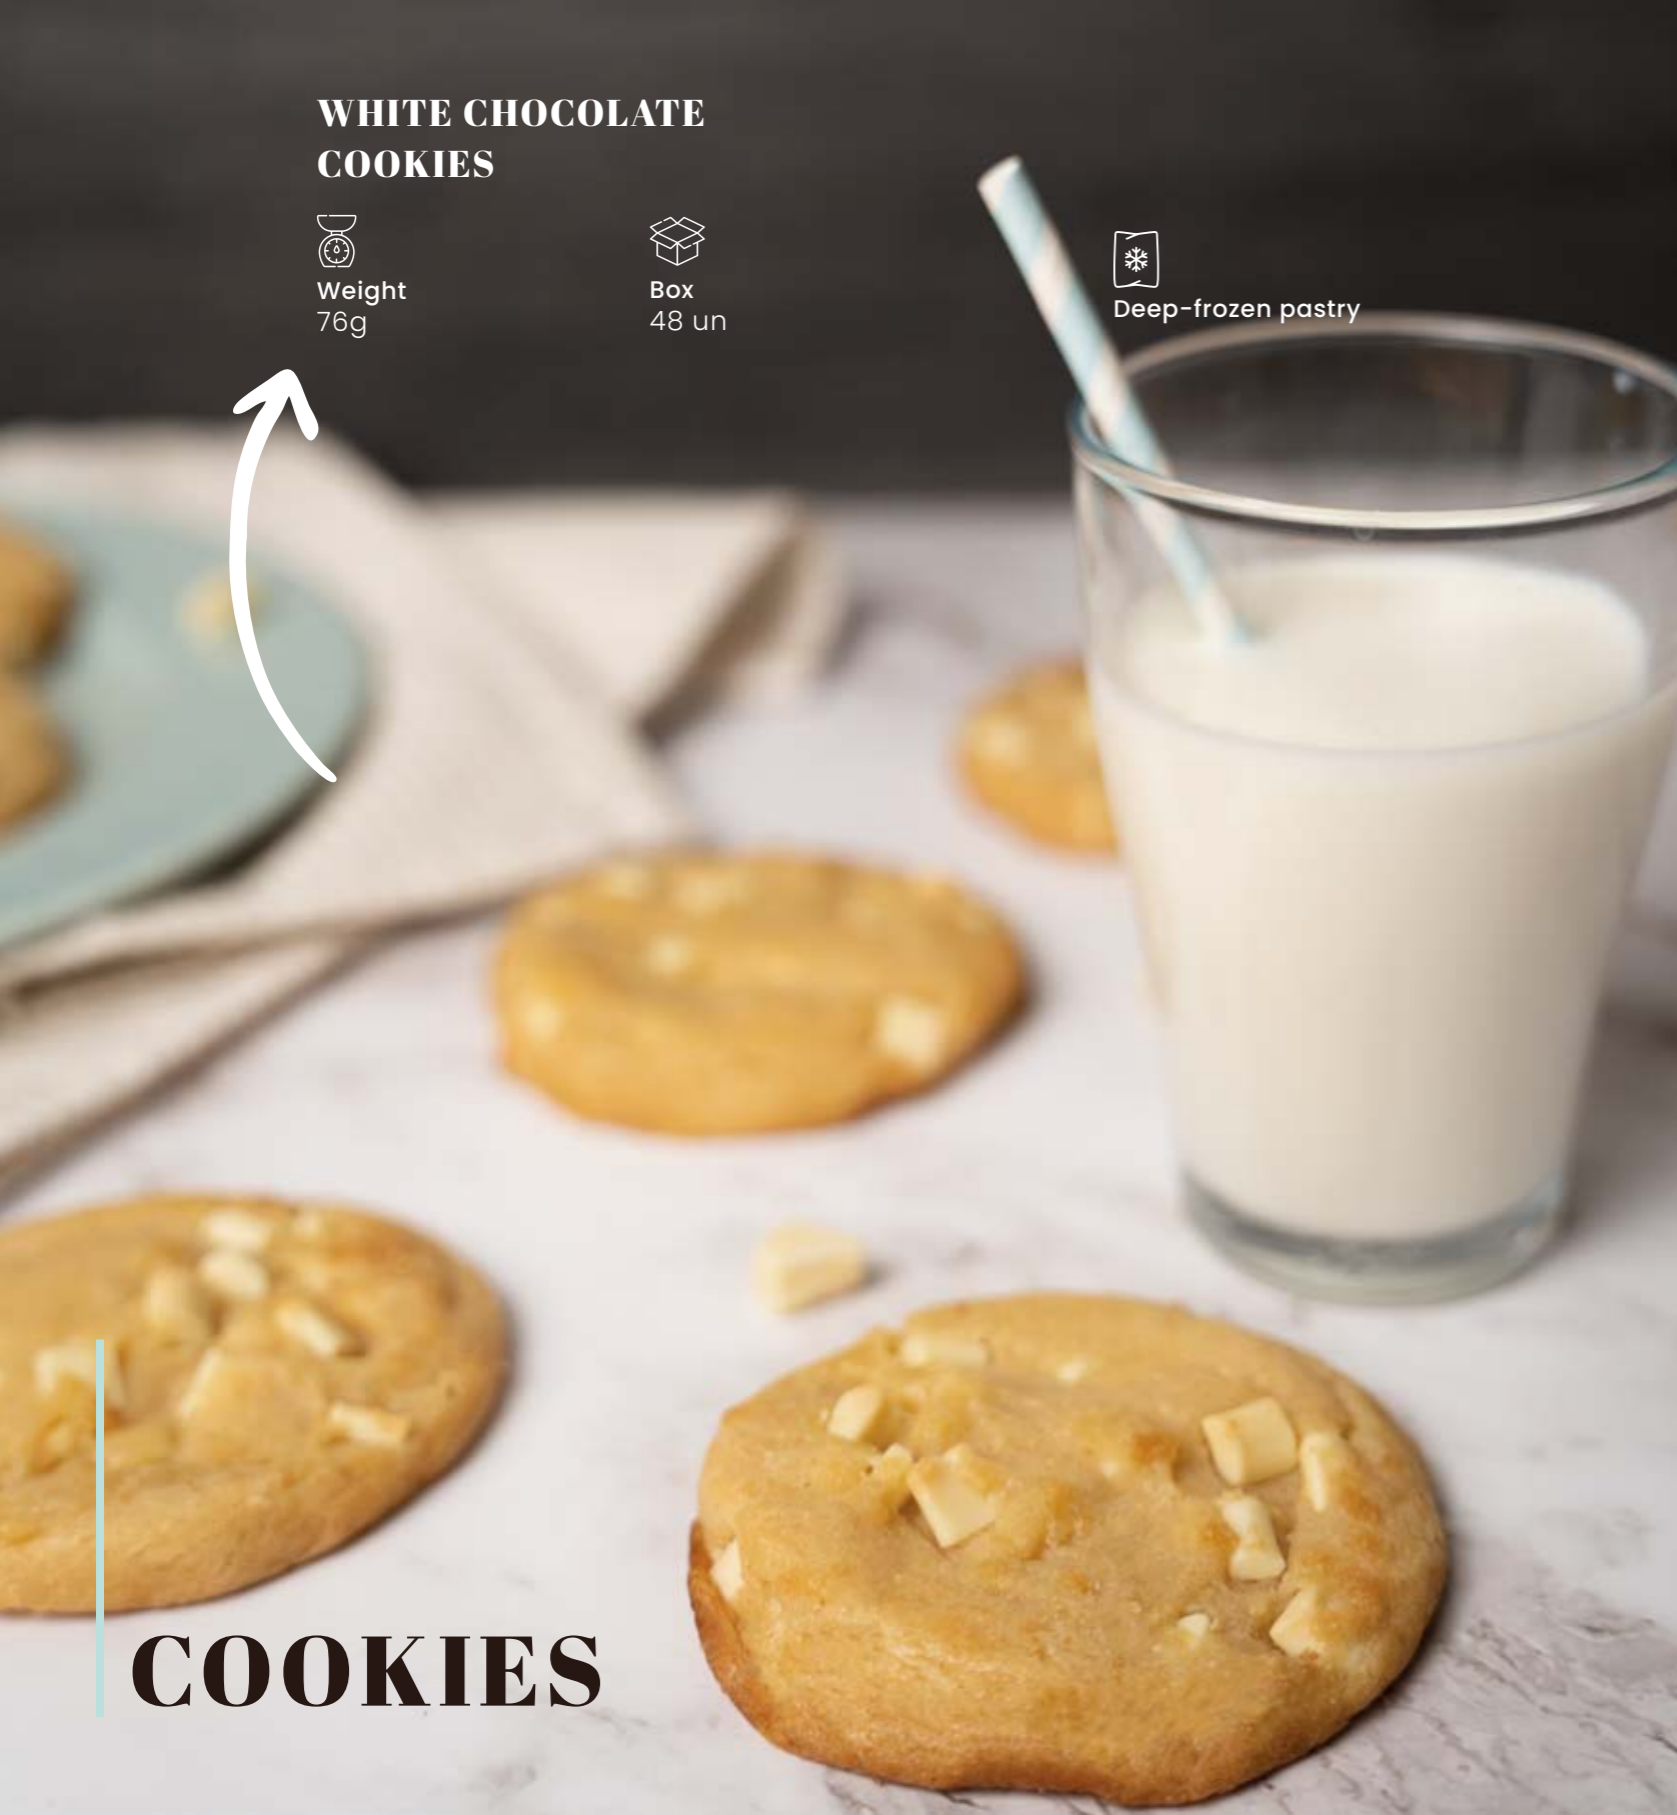 WHITE CHOCOLATE
COOKIES
Weight
76g
Box
48 un
Deep-frozen pastry
COOKIES